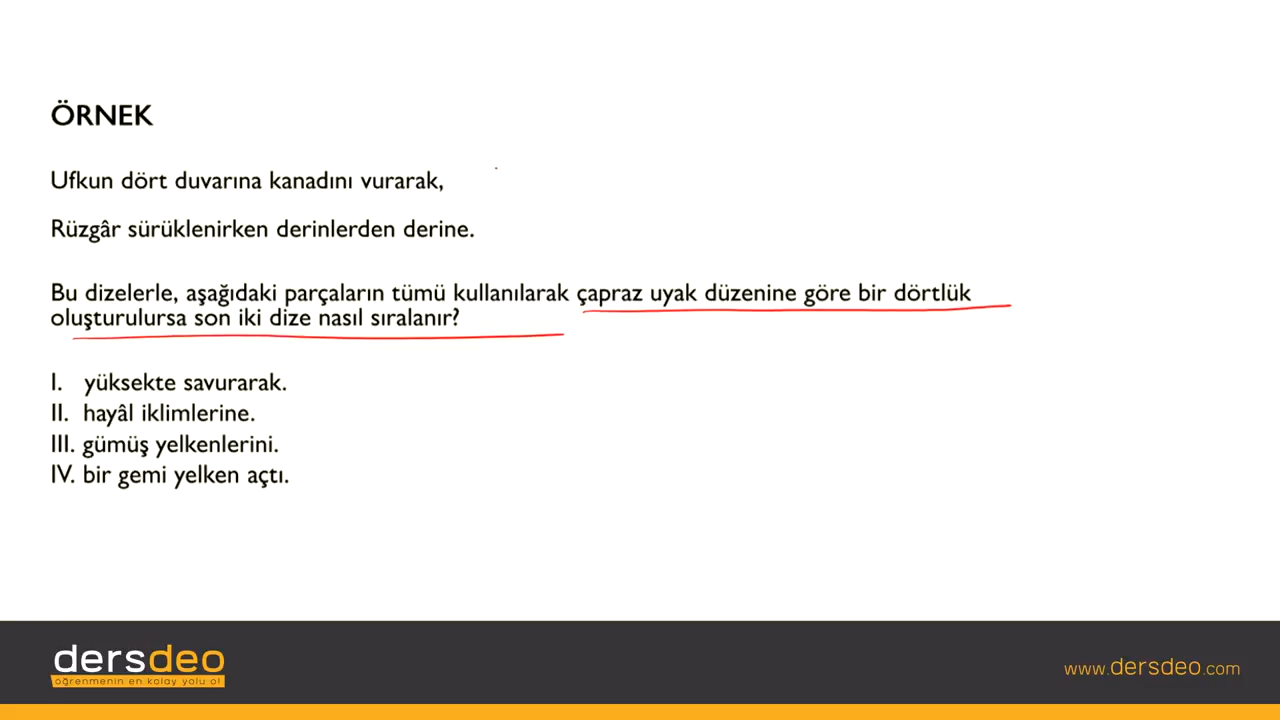 ÖRNEK
Ufkun dört duvarına kanadını vurarak,
Rüzgâr sürüklenirken derinlerden derine.
Bu dizelerle, aşağıdaki parçaların tümü kullanılarak çapraz uyak düzenine göre bir dörtlük
oluşturulursa son iki dize nasıl sıralanır?
I. yüksekte savurarak.
II. hayâl iklimlerine.
III. gümüş yelkenlerini.
IV. bir gemi yelken açtı.
dersdeo
öğrenmenin en kolay yolu o!
www.dersdeo.com